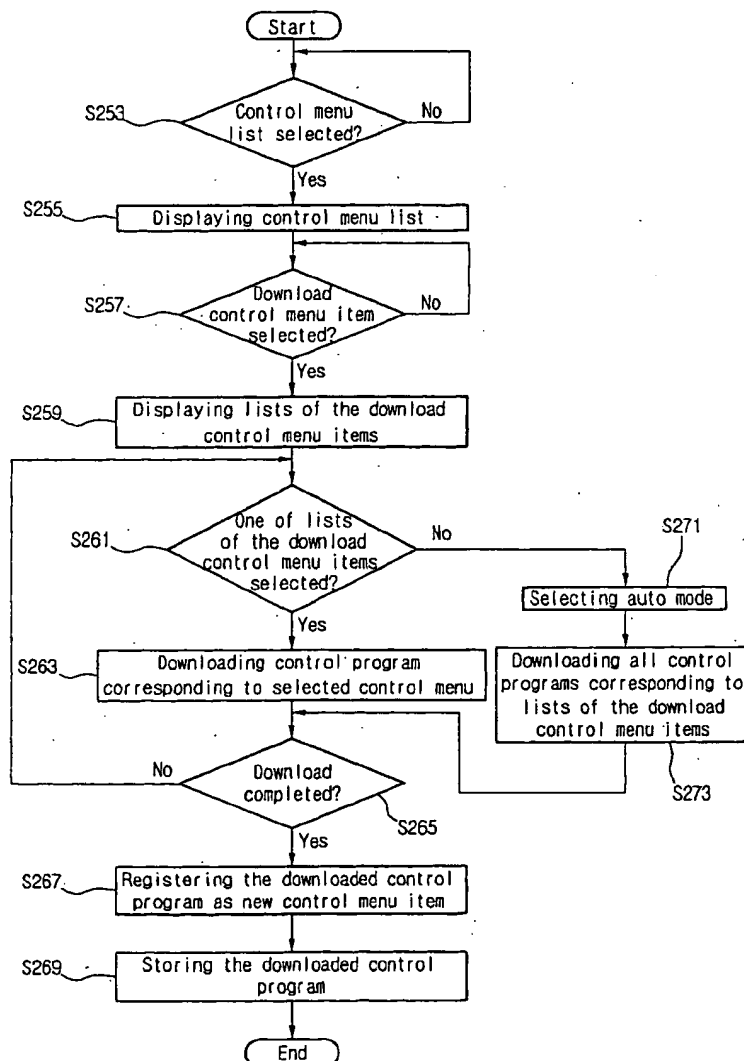 Start
S253
Control menu
list selected?
No
Yes
S255
Displaying control menu list
S257
Download
control menu item
selected?
No
Yes
S259
Displaying lists of the download
control menu items
S261
One of lists
of the download
control menu items
selected?
No
S271
Selecting auto mode
Yes
S263
Downloading control program
corresponding to selected control menu
Downloading all control
programs corresponding to
lists of the download
control menu items
S273
No
Download
completed?
S265
Yes
S267
Registering the downloaded control
program as new control menu item
S269
Storing the downloaded control
program
End